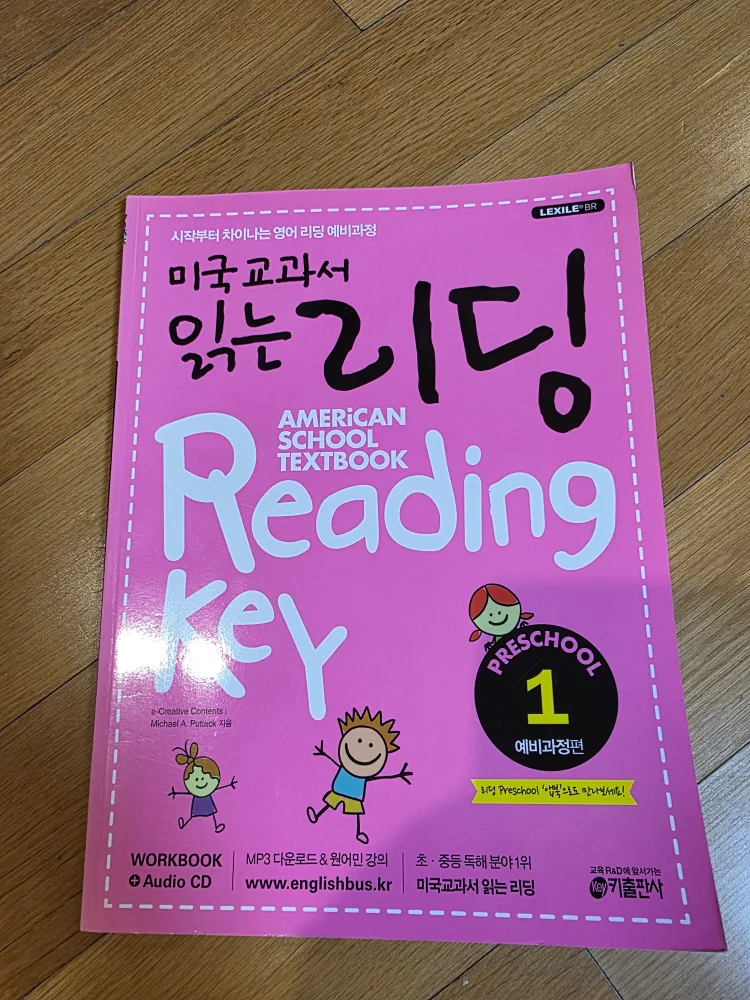 LEXILE® BR
시작부터 차이나는 영어 리딩 예비과정
미국교과서
읽는 리딩
AMERiCAN
SCHOOL
TEXTBOOK
Reading
Key
e-Creative Contents |
Michael A. Putlack 지음
PRESCHOOL
1
예비과정편
리딩 Preschool '앱북'으로도 만나보세요!
WORKBOOK
+ Audio CD
MP3 다운로드 & 원어민 강의
www.englishbus.kr
초·중등 독해 분야 1위
미국교과서 읽는 리딩
교육 R&D에 앞서가는
Key 키출판사